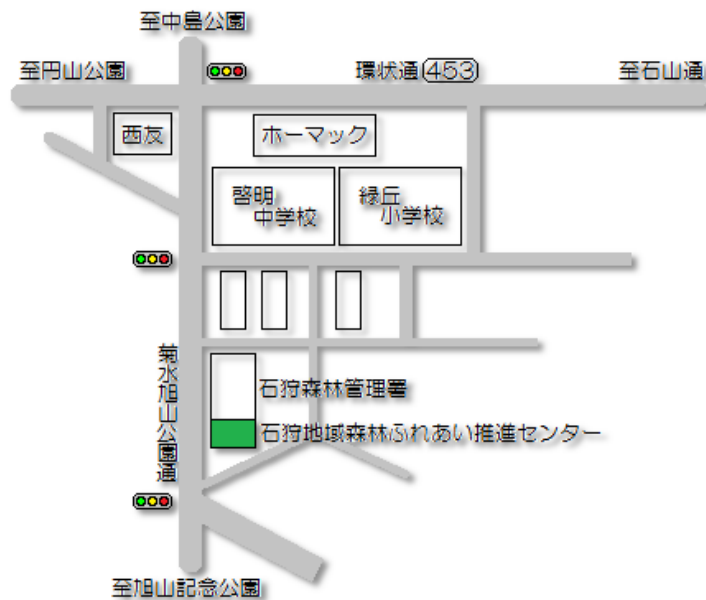 至中島公園
至円山公園
環状通453
至石山通
西友
ホーマック
啓明
中学校
緑丘
小学校
菊水旭山公園通
石狩森林管理署
石狩地域森林ふれあい推進センター
至旭山記念公園